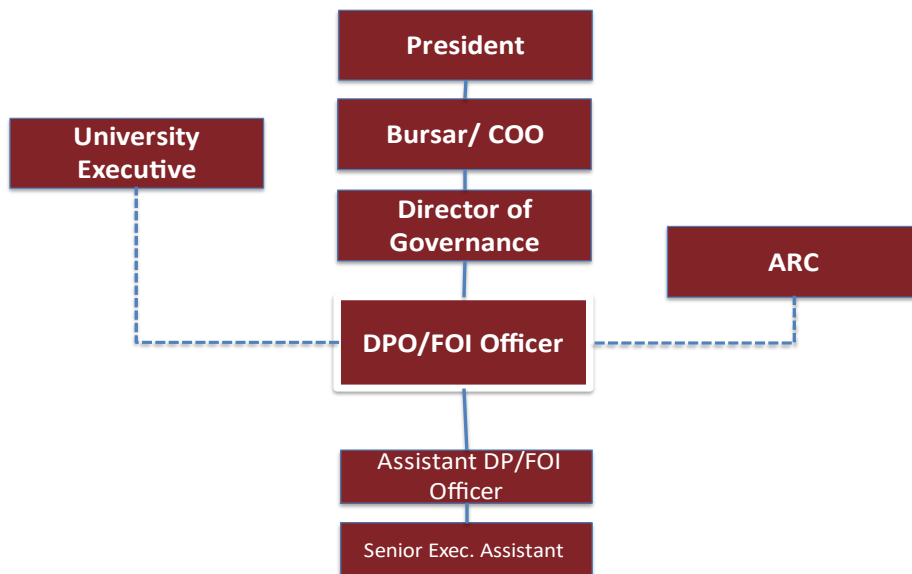 President
University
Executive
Bursar/ COO
Director of
Governance
ARC
DPO/FOI Officer
Assistant DP/FOI
Officer
Senior Exec. Assistant